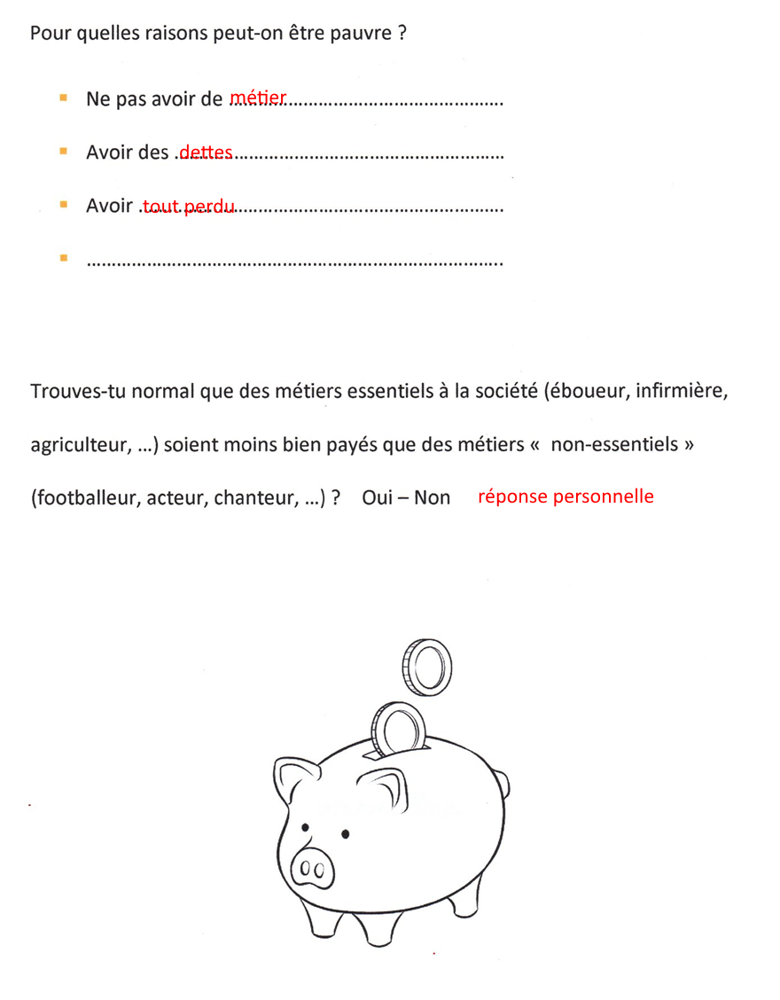 Pour quelles raisons peut-on être pauvre ?
▪ Ne pas avoir de métier..................................................
▪ Avoir des .dettes.......................................................
▪ Avoir .tout perdu.......................................................
▪ ....................................................................................
Trouves-tu normal que des métiers essentiels à la société (éboueur, infirmière,
agriculteur, ...) soient moins bien payés que des métiers « non-essentiels »
(footballeur, acteur, chanteur, ...) ? Oui – Non réponse personnelle